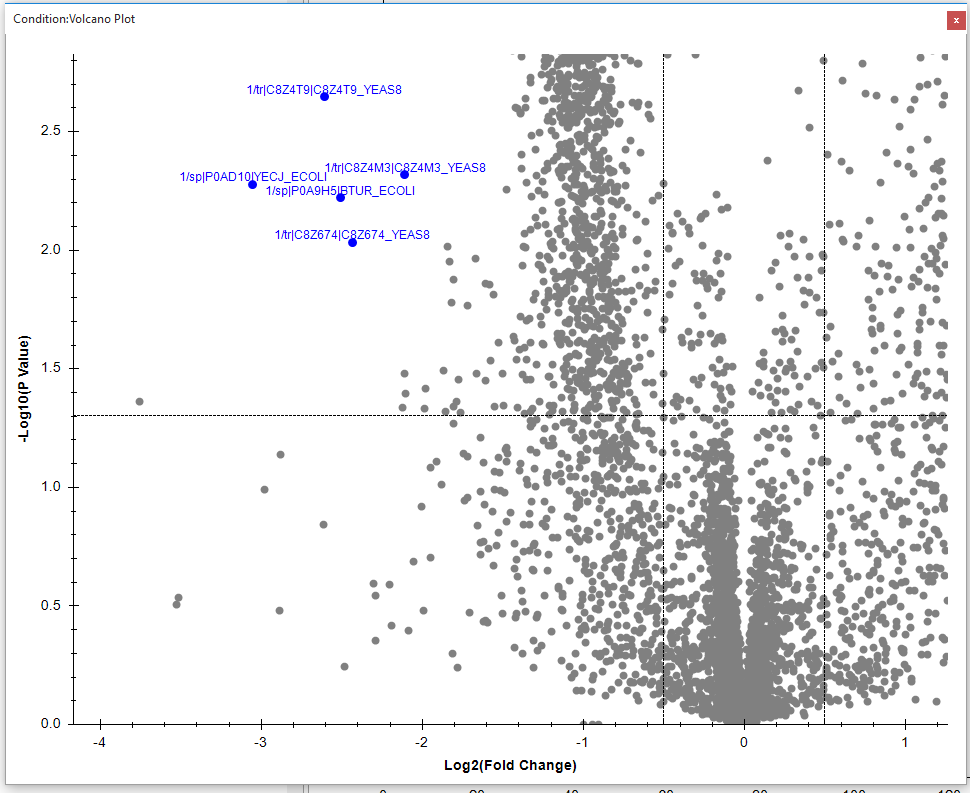 Condition:Volcano Plot
x
1/tr|C8Z4T9|C8Z4T9_YEAS8
2.5
1/tr|C8Z4M3|C8Z4M3_YEAS8
1/sp|P0AD10|YECJ_ECOLI
1/sp|P0A9H5|BTUR_ECOLI
1/tr|C8Z674|C8Z674_YEAS8
2.0
1.5
1.0
0.5
0.0
-Log10(P Value)
-4 -3 -2 -1 0 1
Log2(Fold Change)